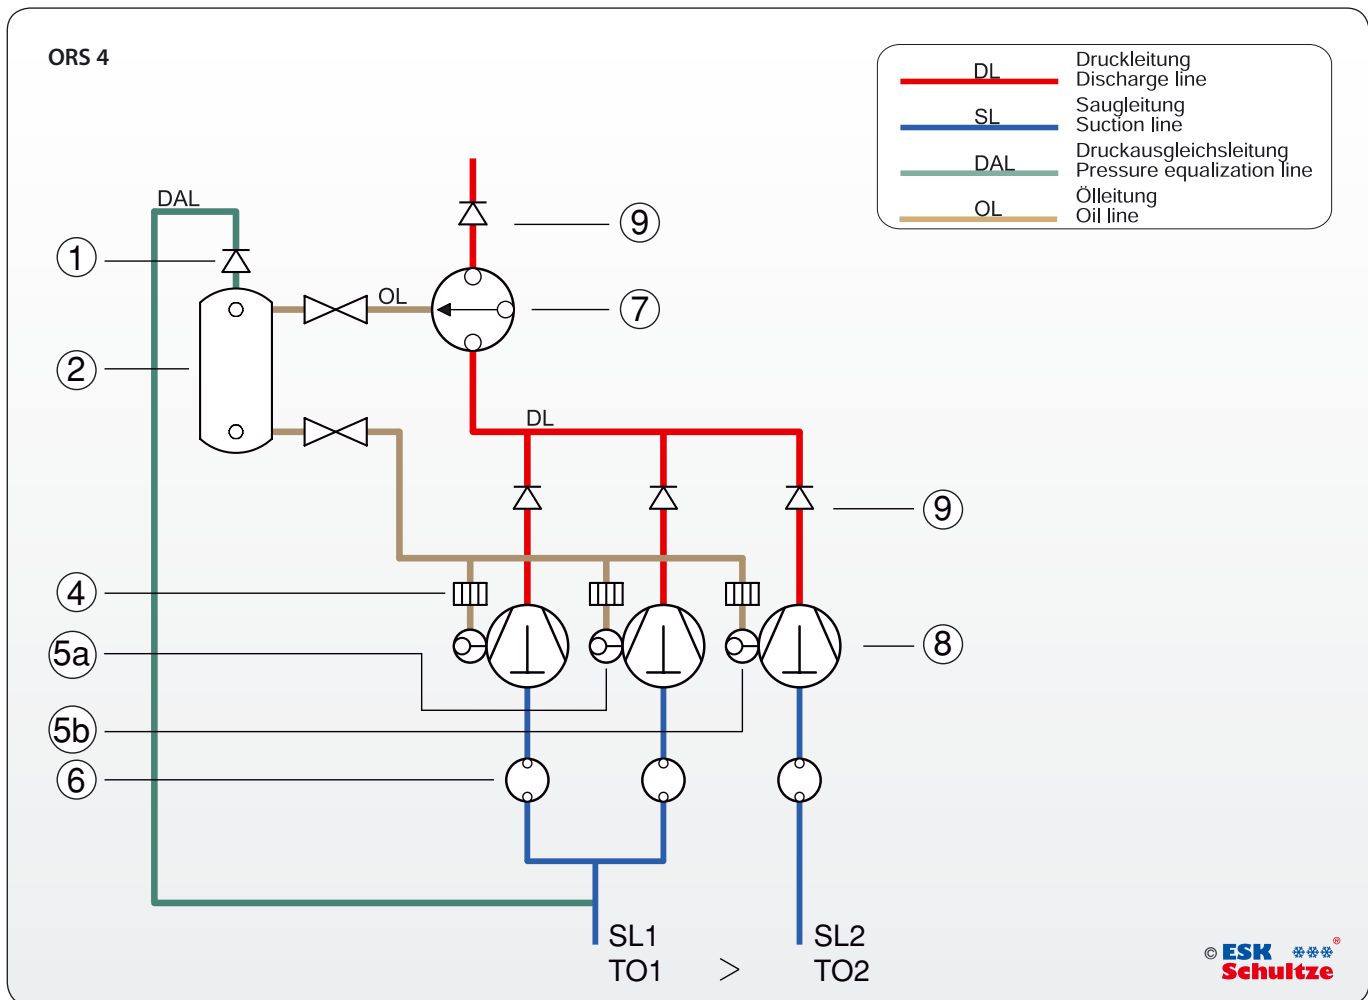 ORS 4
DL
Druckleitung
Discharge line
SL
Saugleitung
Suction line
DAL
Druckausgleichsleitung
Pressure equalization line
OL
Ölleitung
Oil line
DAL
9
1
OL
7
2
DL
9
4
5a
8
5b
6
SL1
SL2
TO1 > TO2
© ESK ®
Schultze